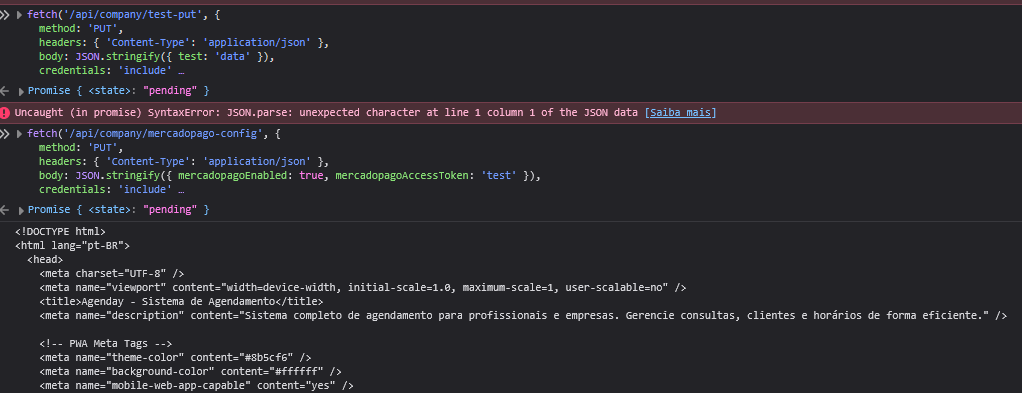 fetch('/api/company/test-put', {
method: 'PUT',
headers: { 'Content-Type': 'application/json' },
body: JSON.stringify({ test: 'data' }),
credentials: 'include' …
Promise { <state>: "pending" }
Uncaught (in promise) SyntaxError: JSON.parse: unexpected character at line 1 column 1 of the JSON data [Saiba mais]
fetch('/api/company/mercadopago-config', {
method: 'PUT',
headers: { 'Content-Type': 'application/json' },
body: JSON.stringify({ mercadopagoEnabled: true, mercadopagoAccessToken: 'test' }),
credentials: 'include' …
Promise { <state>: "pending" }
<!DOCTYPE html>
<html lang="pt-BR">
<head>
<meta charset="UTF-8" />
<meta name="viewport" content="width=device-width, initial-scale=1.0, maximum-scale=1, user-scalable=no" />
<title>Agenday - Sistema de Agendamento</title>
<meta name="description" content="Sistema completo de agendamento para profissionais e empresas. Gerencie consultas, clientes e horários de forma eficiente." />
<!-- PWA Meta Tags -->
<meta name="theme-color" content="#8b5cf6" />
<meta name="background-color" content="#ffffff" />
<meta name="mobile-web-app-capable" content="yes" />